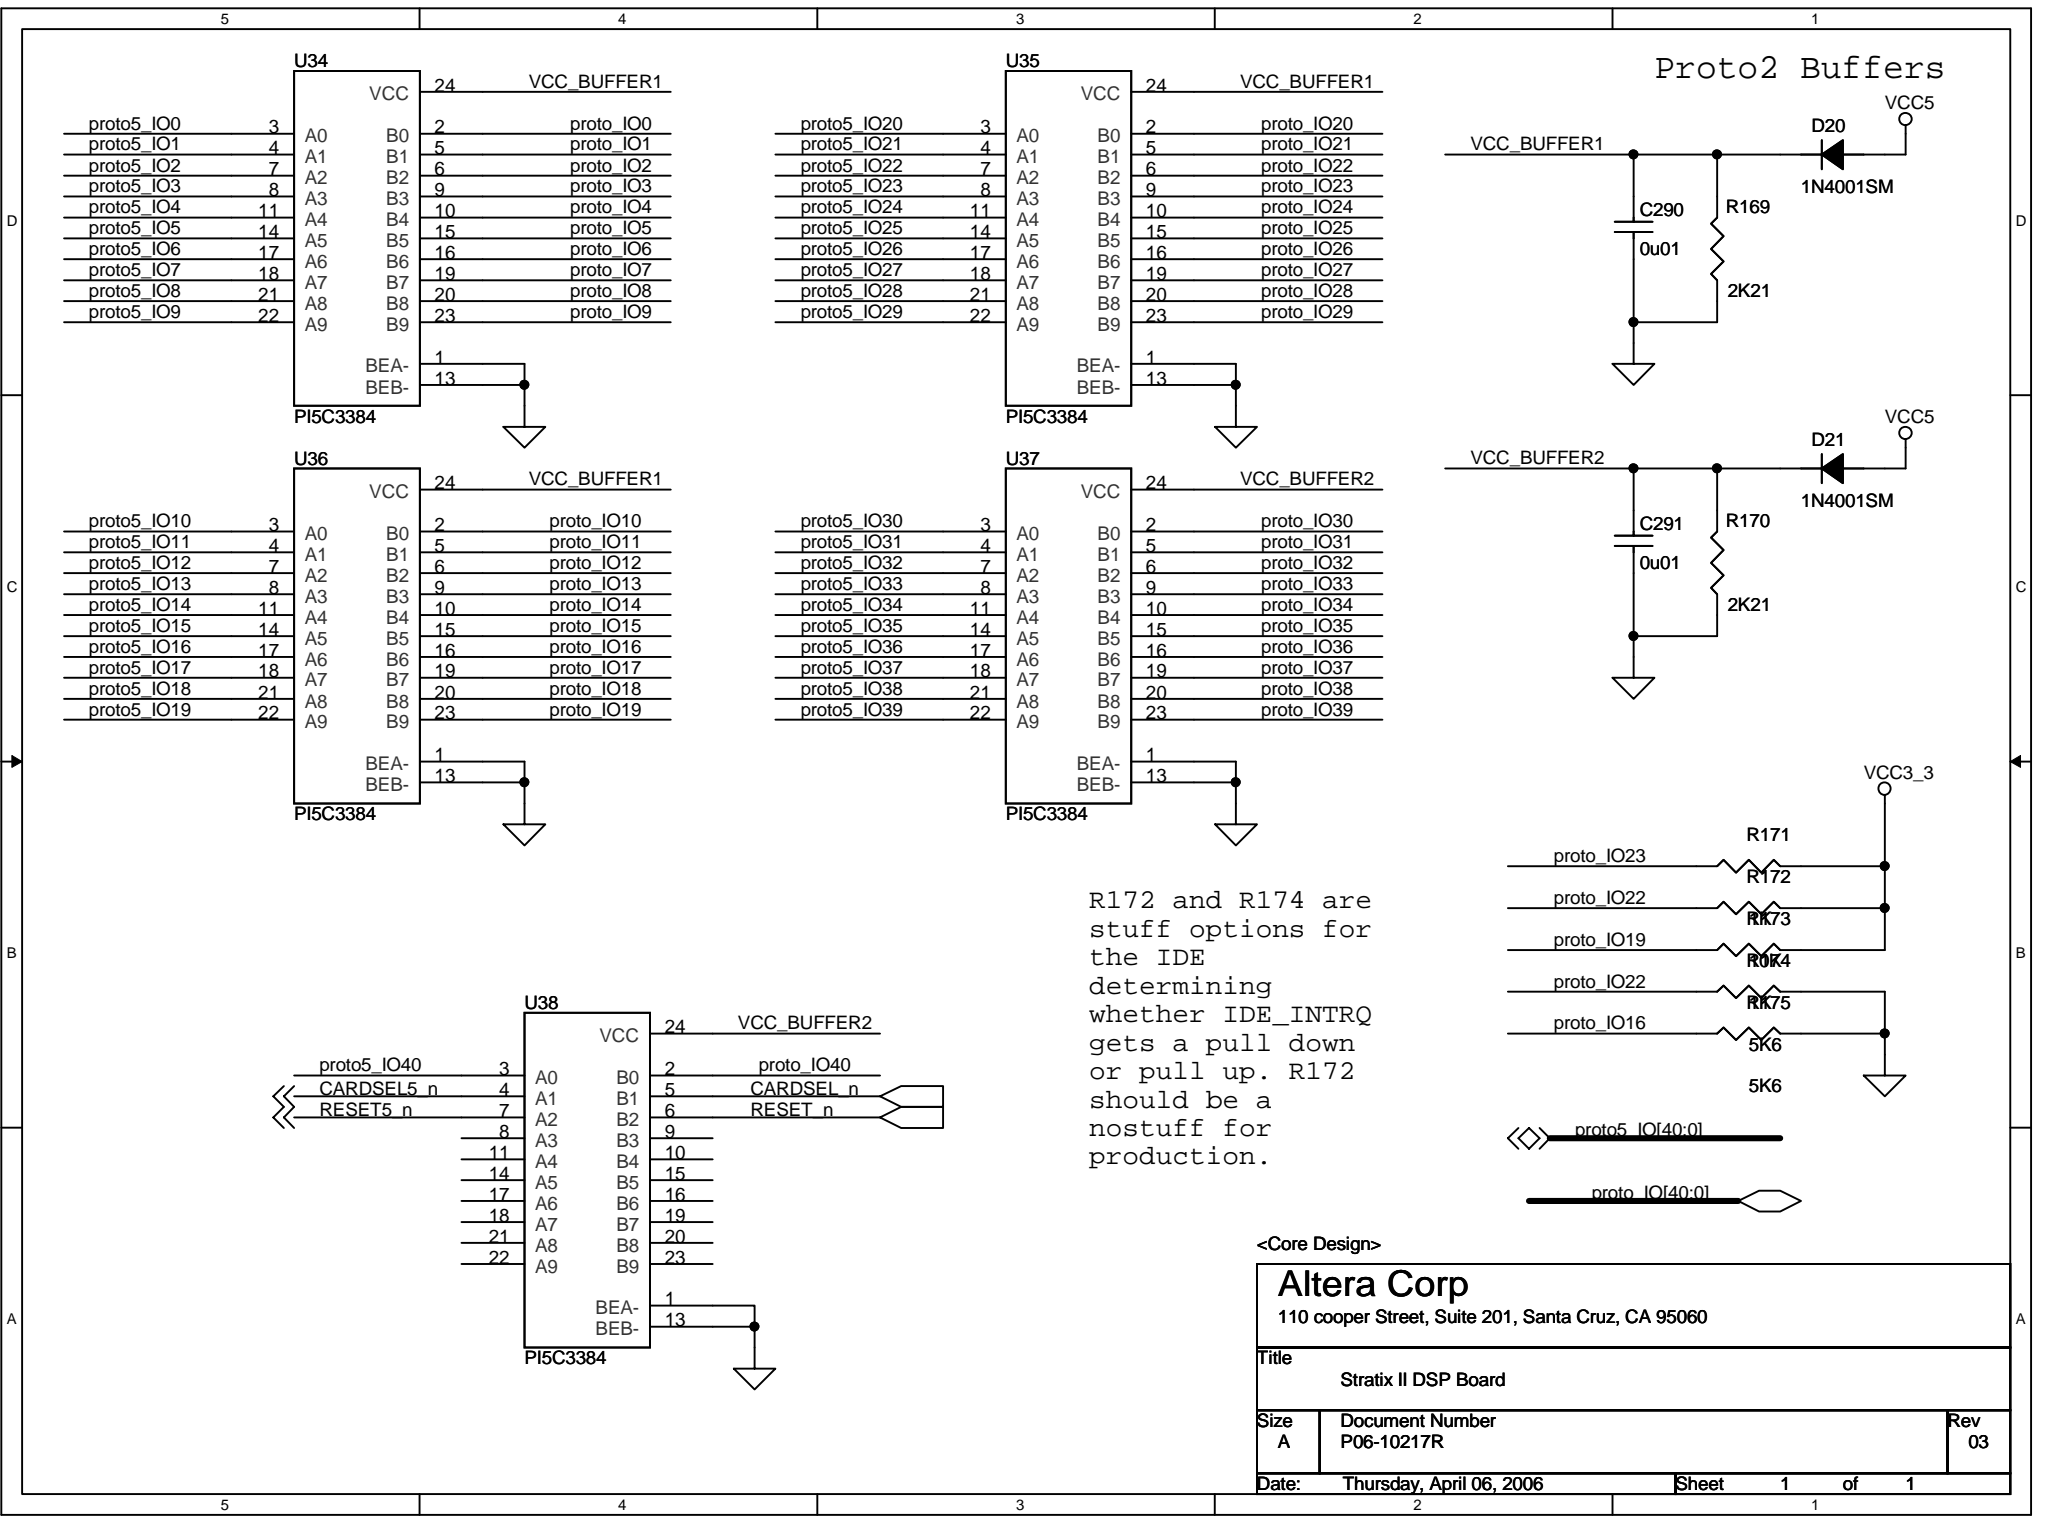 5 4 3 2 1
Proto2 Buffers
U34
VCC 24 VCC_BUFFER1
proto5_IO0 3 A0 B0 2 proto_IO0
proto5_IO1 4 A1 B1 5 proto_IO1
proto5_IO2 7 A2 B2 6 proto_IO2
proto5_IO3 8 A3 B3 9 proto_IO3
proto5_IO4 11 A4 B4 10 proto_IO4
proto5_IO5 14 A5 B5 15 proto_IO5
proto5_IO6 17 A6 B6 16 proto_IO6
proto5_IO7 18 A7 B7 19 proto_IO7
proto5_IO8 21 A8 B8 20 proto_IO8
proto5_IO9 22 A9 B9 23 proto_IO9
BEA- 1
BEB- 13
PI5C3384
U35
VCC 24 VCC_BUFFER1
proto5_IO20 3 A0 B0 2 proto_IO20
proto5_IO21 4 A1 B1 5 proto_IO21
proto5_IO22 7 A2 B2 6 proto_IO22
proto5_IO23 8 A3 B3 9 proto_IO23
proto5_IO24 11 A4 B4 10 proto_IO24
proto5_IO25 14 A5 B5 15 proto_IO25
proto5_IO26 17 A6 B6 16 proto_IO26
proto5_IO27 18 A7 B7 19 proto_IO27
proto5_IO28 21 A8 B8 20 proto_IO28
proto5_IO29 22 A9 B9 23 proto_IO29
BEA- 1
BEB- 13
PI5C3384
VCC5
D20
VCC_BUFFER1
1N4001SM
C290 R169
0u01
2K21
D D
U36
VCC 24 VCC_BUFFER1
proto5_IO10 3 A0 B0 2 proto_IO10
proto5_IO11 4 A1 B1 5 proto_IO11
proto5_IO12 7 A2 B2 6 proto_IO12
proto5_IO13 8 A3 B3 9 proto_IO13
proto5_IO14 11 A4 B4 10 proto_IO14
proto5_IO15 14 A5 B5 15 proto_IO15
proto5_IO16 17 A6 B6 16 proto_IO16
proto5_IO17 18 A7 B7 19 proto_IO17
proto5_IO18 21 A8 B8 20 proto_IO18
proto5_IO19 22 A9 B9 23 proto_IO19
BEA- 1
BEB- 13
PI5C3384
U37
VCC 24 VCC_BUFFER2
proto5_IO30 3 A0 B0 2 proto_IO30
proto5_IO31 4 A1 B1 5 proto_IO31
proto5_IO32 7 A2 B2 6 proto_IO32
proto5_IO33 8 A3 B3 9 proto_IO33
proto5_IO34 11 A4 B4 10 proto_IO34
proto5_IO35 14 A5 B5 15 proto_IO35
proto5_IO36 17 A6 B6 16 proto_IO36
proto5_IO37 18 A7 B7 19 proto_IO37
proto5_IO38 21 A8 B8 20 proto_IO38
proto5_IO39 22 A9 B9 23 proto_IO39
BEA- 1
BEB- 13
PI5C3384
VCC5
D21
VCC_BUFFER2
1N4001SM
C291 R170
0u01
2K21
C C
VCC3_3
R171
proto_IO23
R172
proto_IO22
R173
proto_IO19
R174
proto_IO22
R175
proto_IO16
5K6
5K6
R172 and R174 are
stuff options for
the IDE
determining
whether IDE_INTRQ
gets a pull down
or pull up. R172
should be a
nostuff for
production.
B B
U38
VCC 24 VCC_BUFFER2
proto5_IO40 3 A0 B0 2 proto_IO40
CARDSEL5_n 4 A1 B1 5 CARDSEL_n
RESET5_n 7 A2 B2 6 RESET_n
8 A3 B3 9
11 A4 B4 10
14 A5 B5 15
17 A6 B6 16
18 A7 B7 19
21 A8 B8 20
22 A9 B9 23
BEA- 1
BEB- 13
PI5C3384
proto5_IO[40:0]
proto_IO[40:0]
A A
<Core Design>
Altera Corp
110 cooper Street, Suite 201, Santa Cruz, CA 95060
Title
Stratix II DSP Board
Size Document Number Rev
A P06-10217R 03
Date: Thursday, April 06, 2006 Sheet 1 of 1
5 4 3 2 1